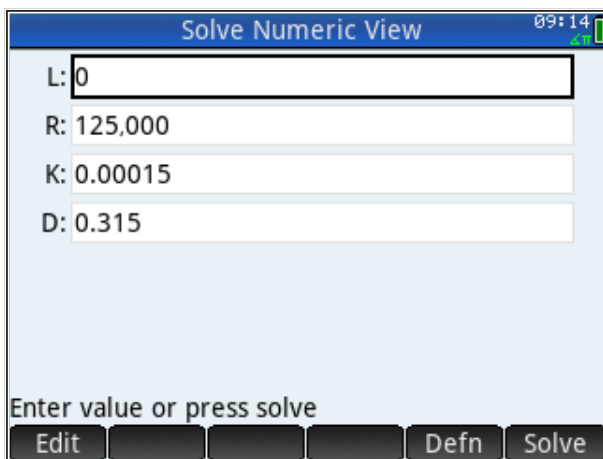 Solve Numeric View 09:14
∡π
L: 0
R: 125,000
K: 0.00015
D: 0.315
Enter value or press solve
Edit Defn Solve